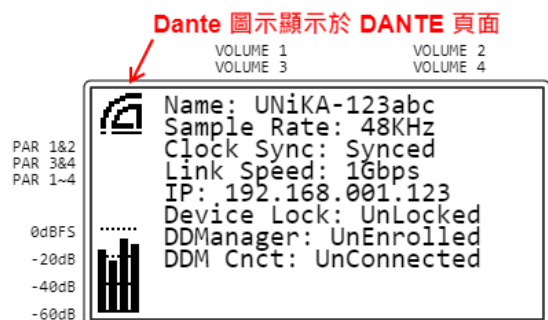 Dante 圖示顯示於 DANTE 頁面
VOLUME 1 VOLUME 2
VOLUME 3 VOLUME 4
Name: UNiKA-123abc
Sample Rate: 48KHz
Clock Sync: Synced
Link Speed: 1Gbps
IP: 192.168.001.123
Device Lock: UnLocked
DDManager: UnEnrolled
DDM Cnct: UnConnected
PAR 1&2
PAR 3&4
PAR 1~4
0dBFS
-20dB
-40dB
-60dB